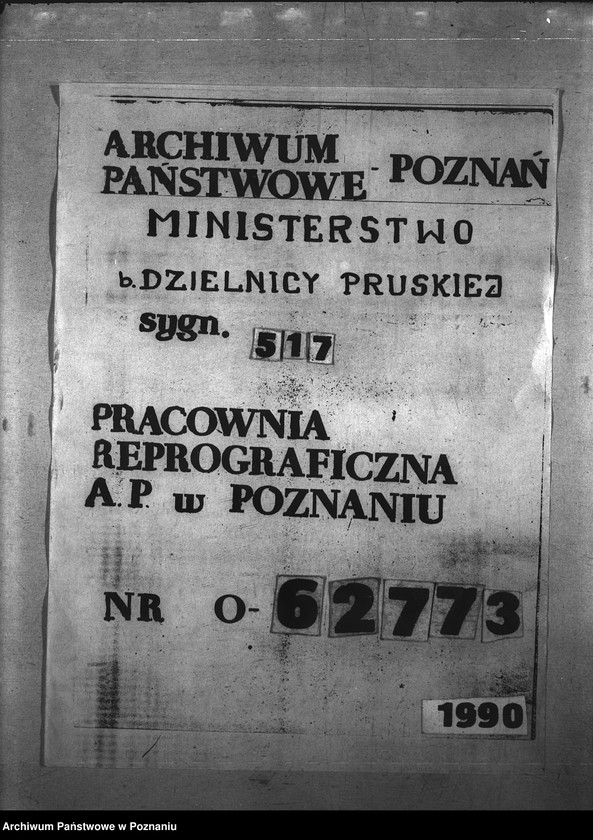 ARCHIWUM
PAŃSTWOWE - POZNAŃ
MINISTERSTWO
b. DZIELNICY PRUSKIEJ
sygn. 517
PRACOWNIA
REPROGRAFICZNA
A. P. w POZNANIU
NR O-62773
1990
Archiwum Państwowe w Poznaniu